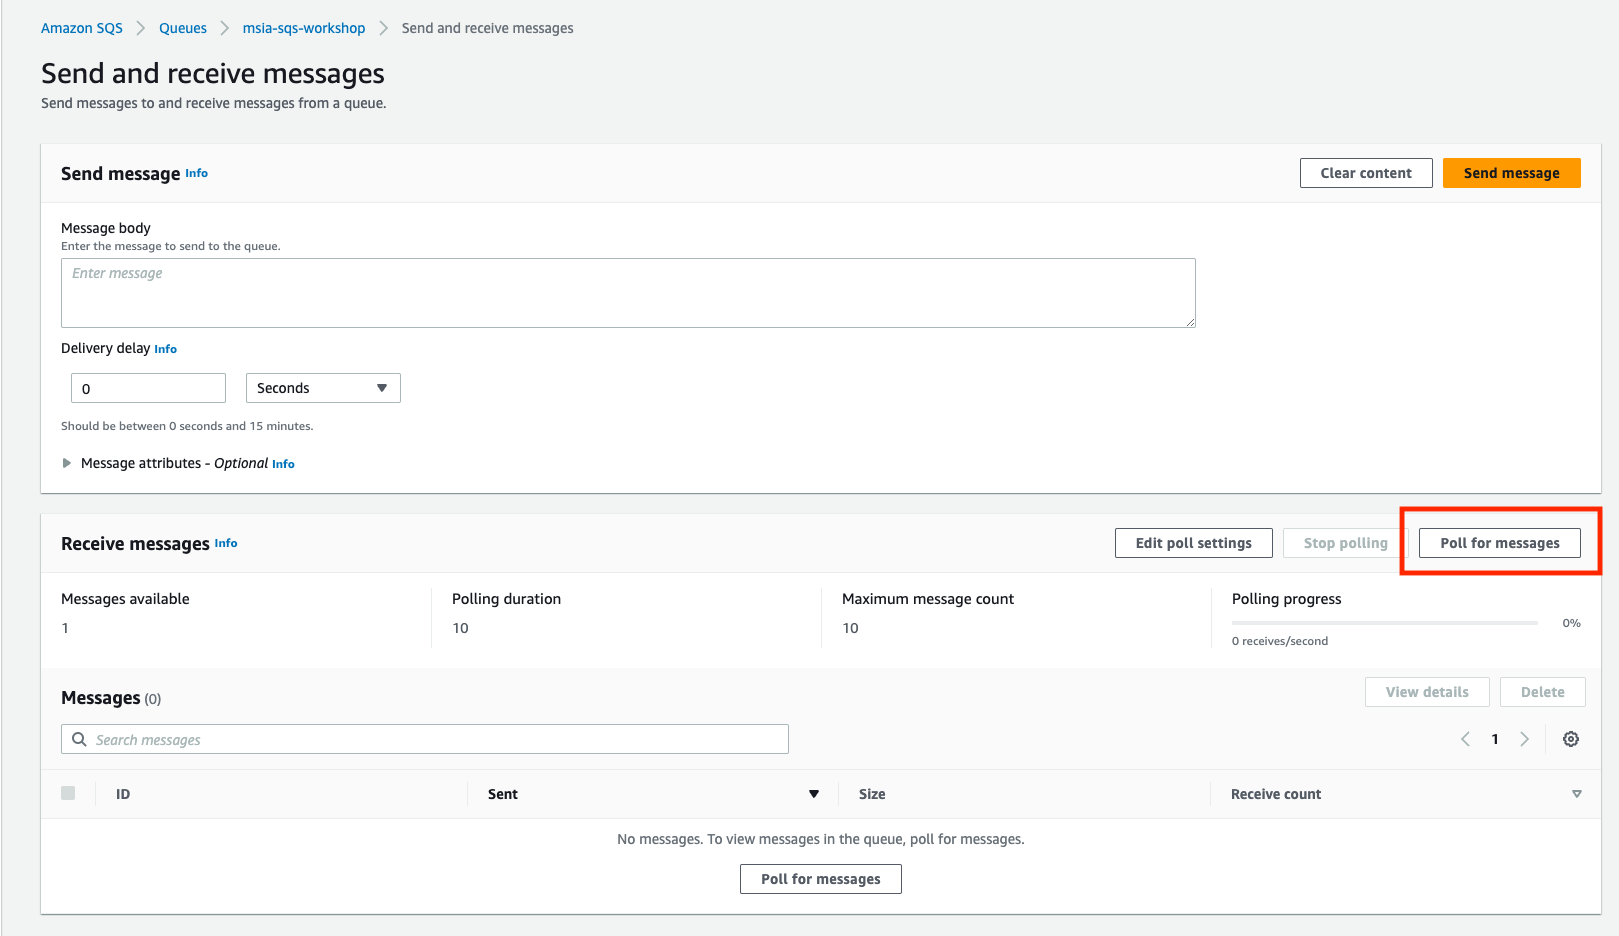 Amazon SQS > Queues > msia-sqs-workshop > Send and receive messages
Send and receive messages
Send messages to and receive messages from a queue.
Send message Info
Clear content
Send message
Message body
Enter the message to send to the queue.
Enter message
Delivery delay Info
0
Seconds
Should be between 0 seconds and 15 minutes.
Message attributes - Optional Info
Receive messages Info
Edit poll settings
Stop polling
Poll for messages
Messages available
1
Polling duration
10
Maximum message count
10
Polling progress
0%
0 receives/second
Messages (0)
View details
Delete
Search messages
1
ID
Sent
Size
Receive count
No messages. To view messages in the queue, poll for messages.
Poll for messages